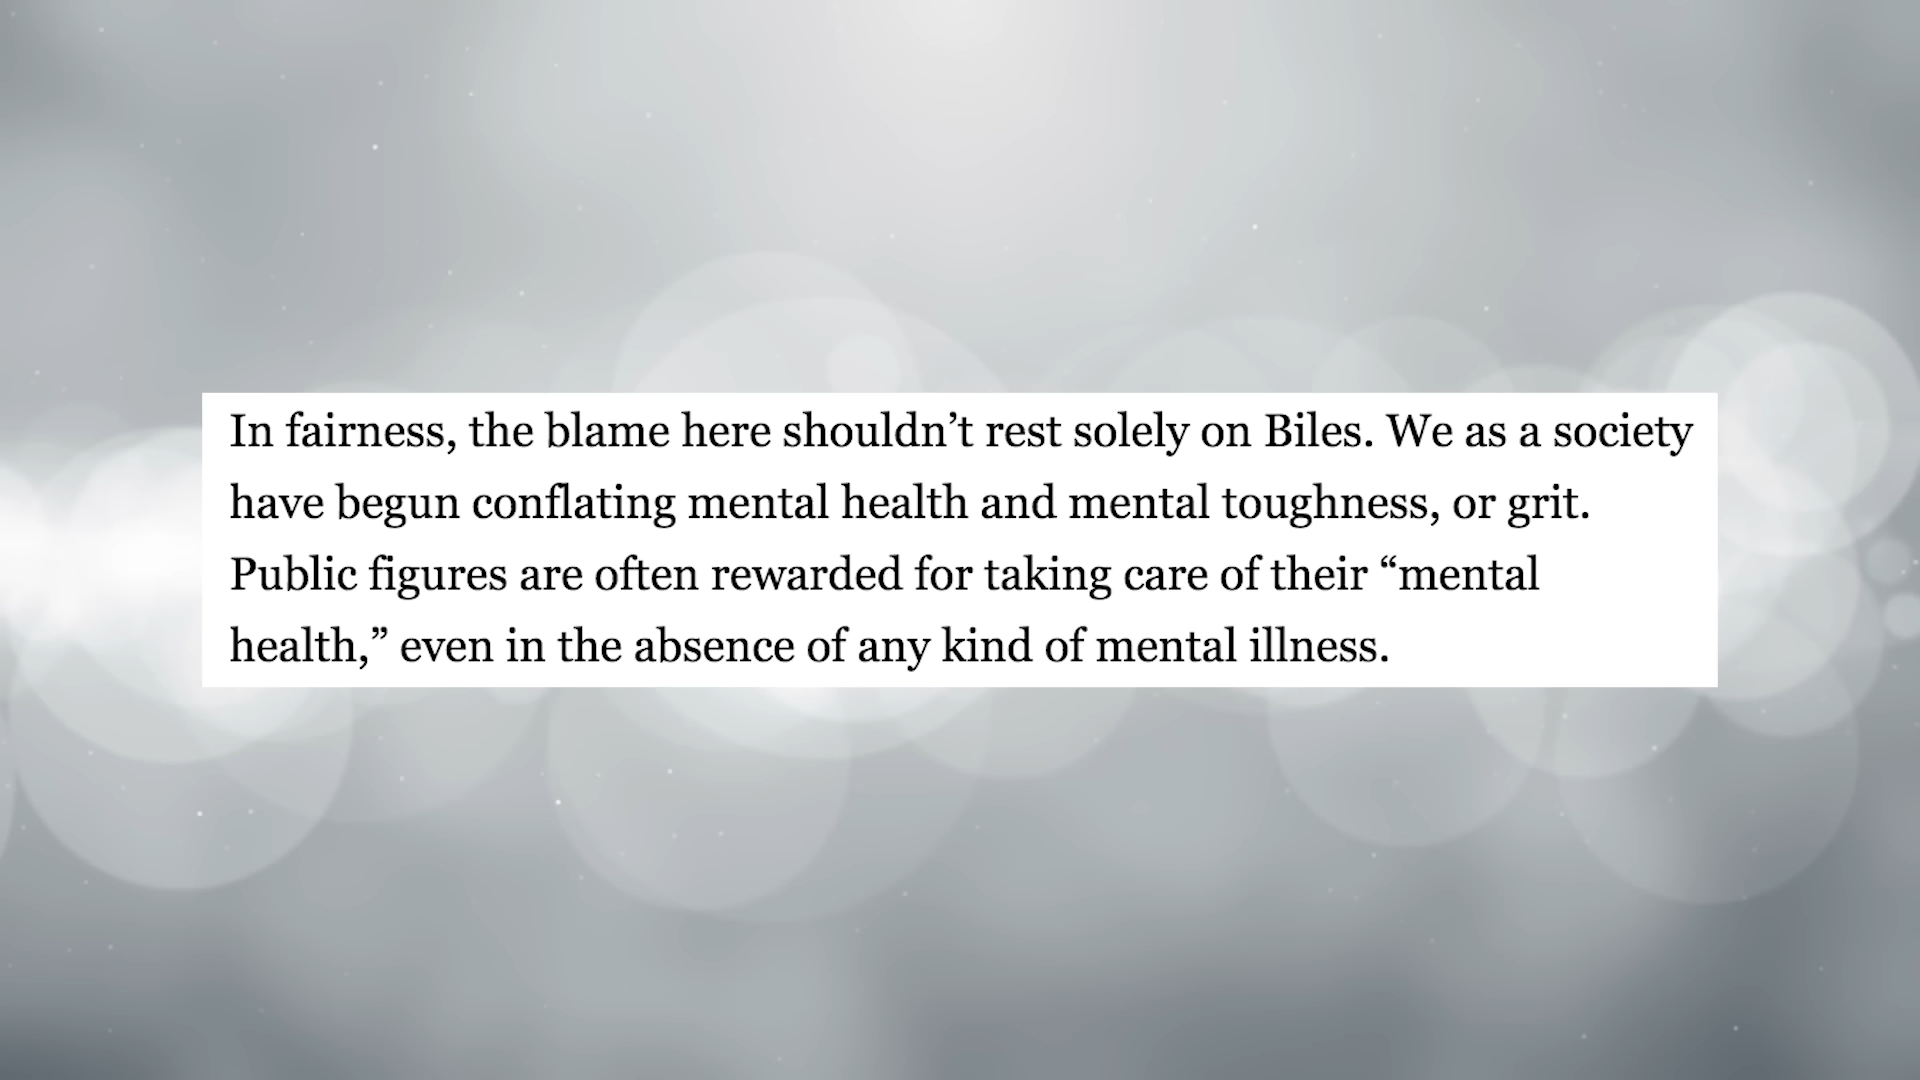 In fairness, the blame here shouldn’t rest solely on Biles. We as a society
have begun conflating mental health and mental toughness, or grit.
Public figures are often rewarded for taking care of their “mental
health,” even in the absence of any kind of mental illness.